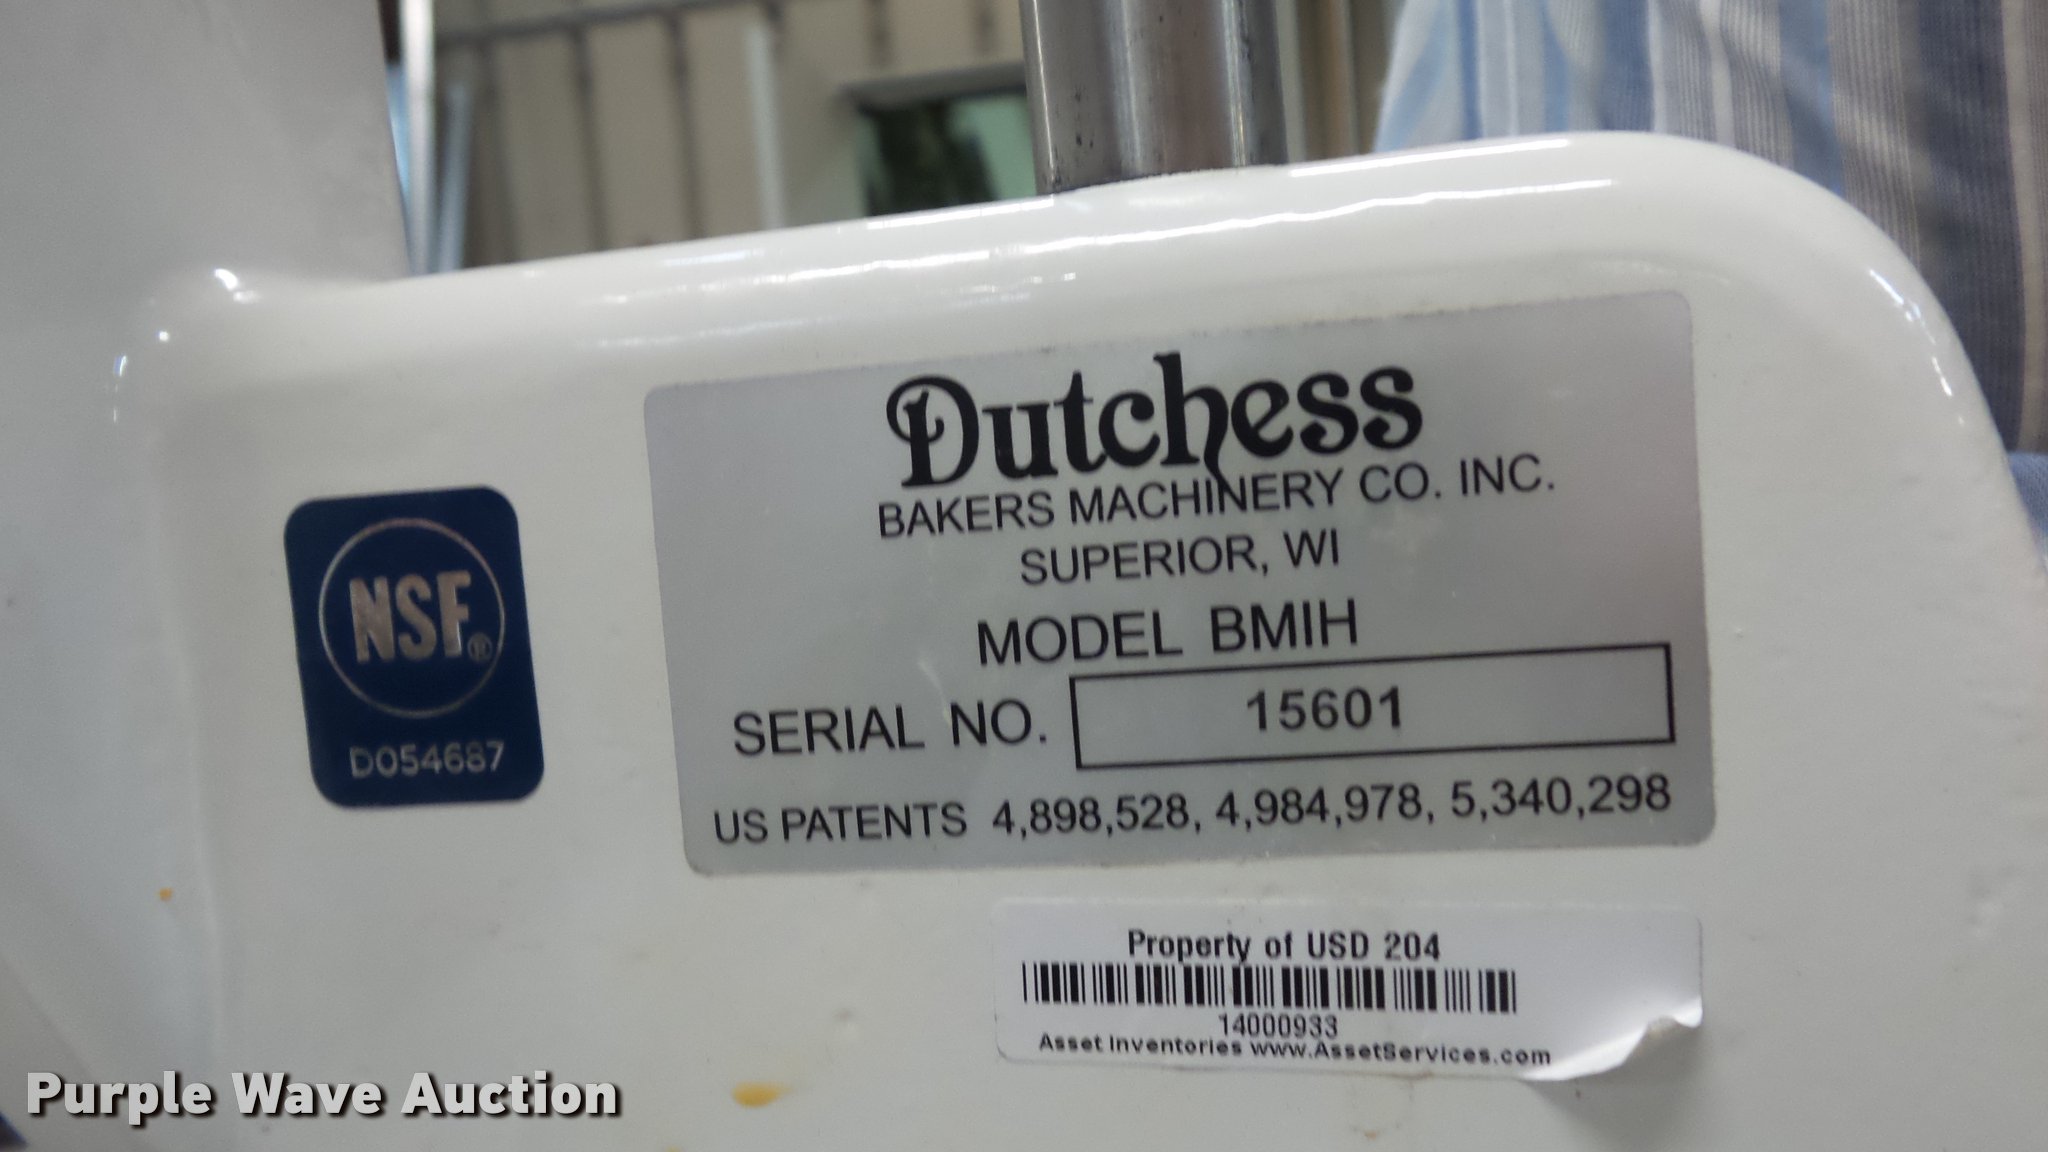 Dutchess
BAKERS MACHINERY CO. INC.
SUPERIOR, WI
MODEL BMIH
SERIAL NO. 15601
US PATENTS 4,898,528, 4,984,978, 5,340,298
NSF®
D054687
Property of USD 204
14000933
Asset Inventories www.AssetServices.com
Purple Wave Auction